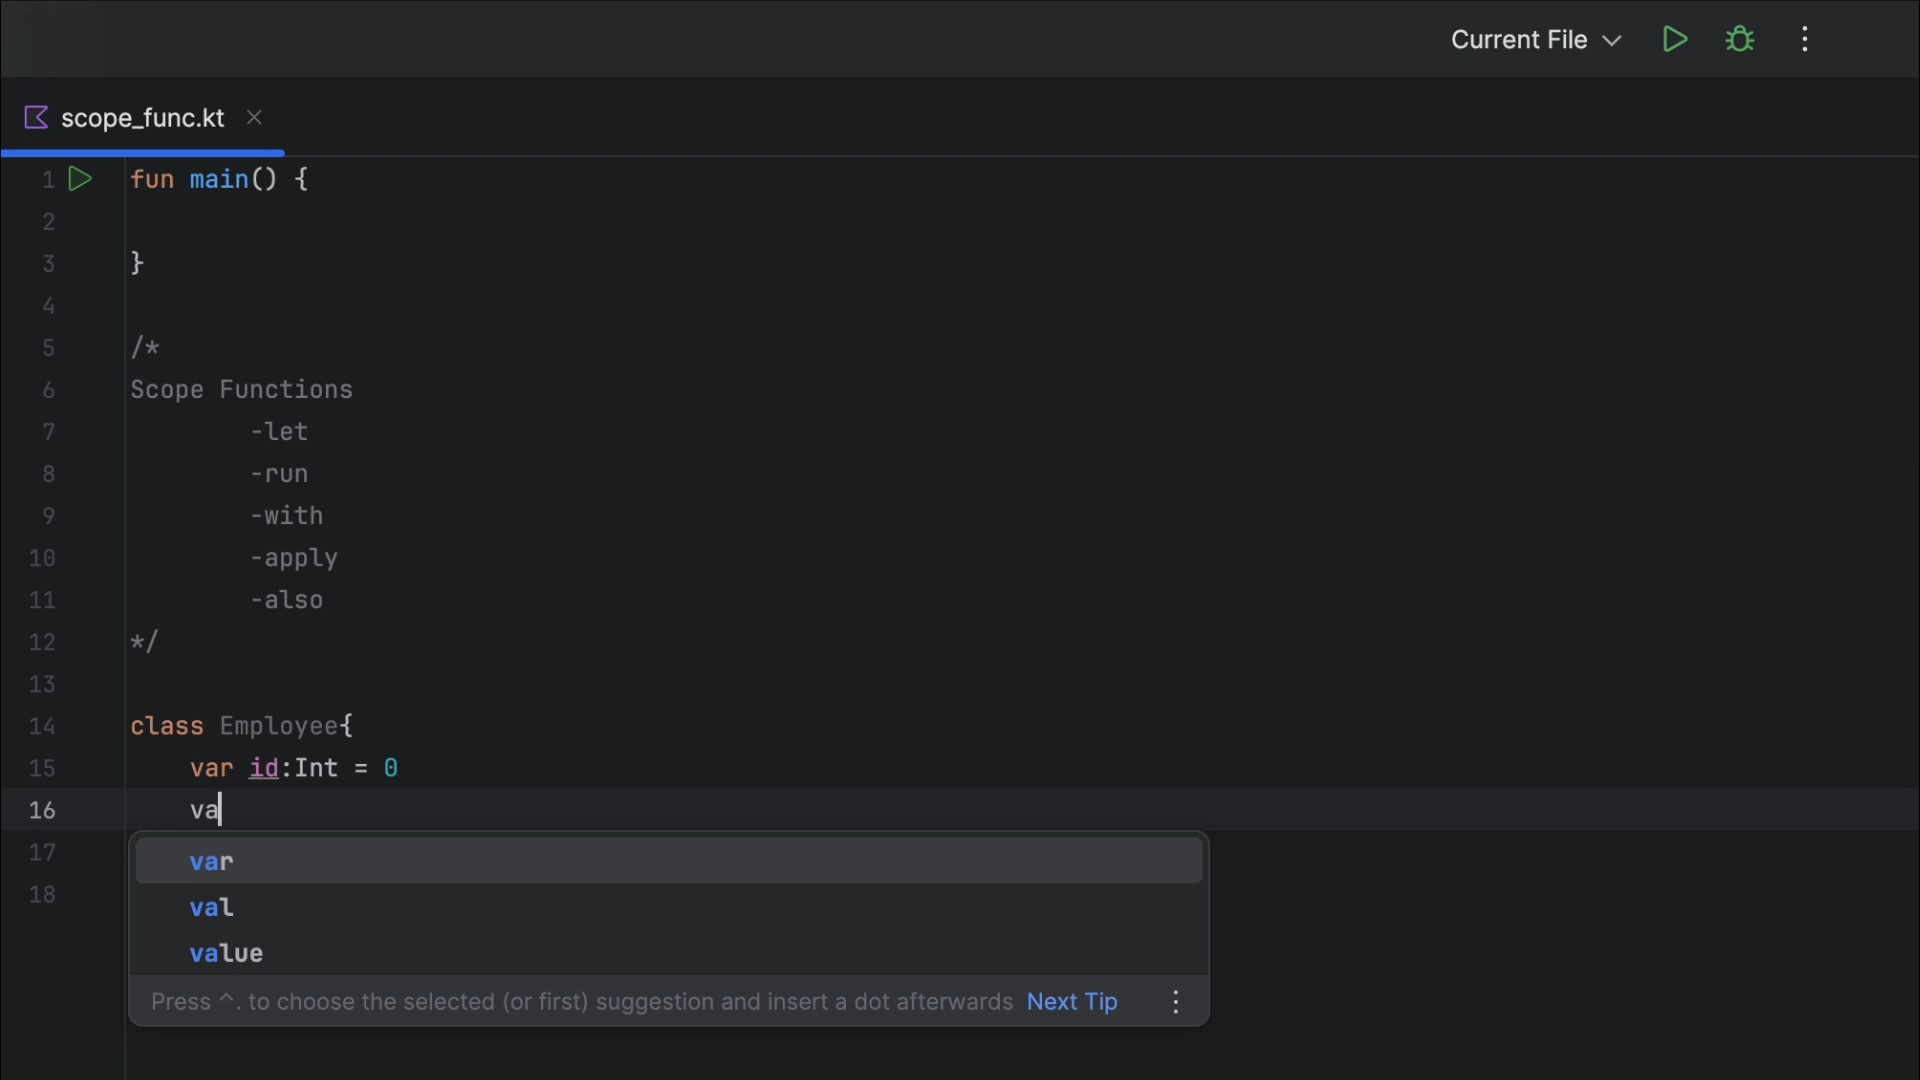 Current File
scope_func.kt
1 fun main() {
2
3 }
4
5 /*
6 Scope Functions
7 -let
8 -run
9 -with
10 -apply
11 -also
12 */
13
14 class Employee{
15 var id:Int = 0
16 va
17
var
val
18
value
Press ^. to choose the selected (or first) suggestion and insert a dot afterwards Next Tip